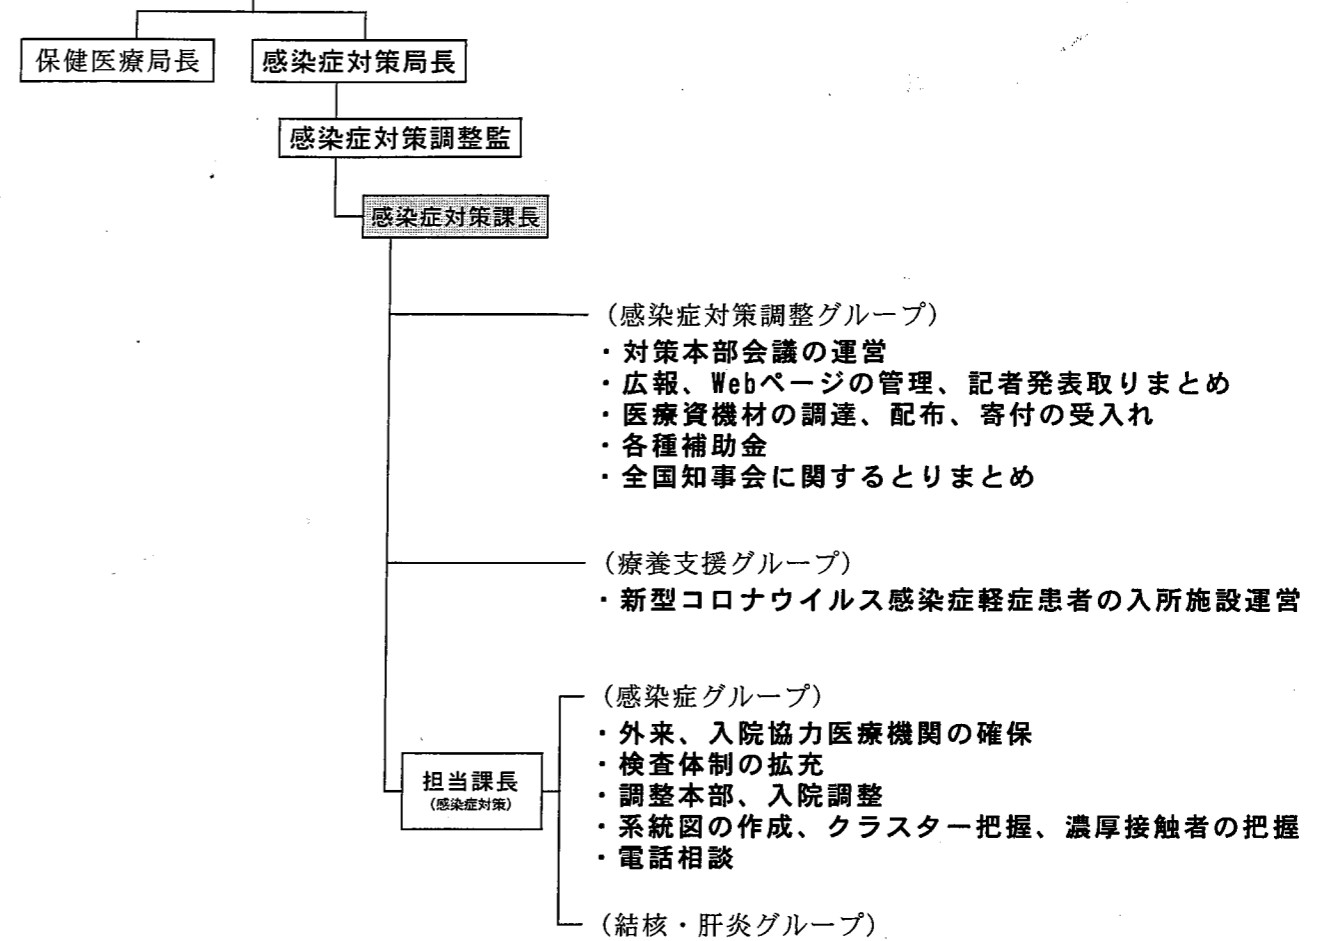 保健医療局長
感染症対策局長
感染症対策調整監
感染症対策課長
(感染症対策調整グループ)
・対策本部会議の運営
・広報、Webページの管理、記者発表取りまとめ
・医療資機材の調達、配布、寄付の受入れ
・各種補助金
・全国知事会に関するとりまとめ
(療養支援グループ)
・新型コロナウイルス感染症軽症患者の入所施設運営
(感染症グループ)
・外来、入院協力医療機関の確保
・検査体制の拡充
・調整本部、入院調整
・系統図の作成、クラスター把握、濃厚接触者の把握
・電話相談
担当課長
(感染症対策)
(結核・肝炎グループ)